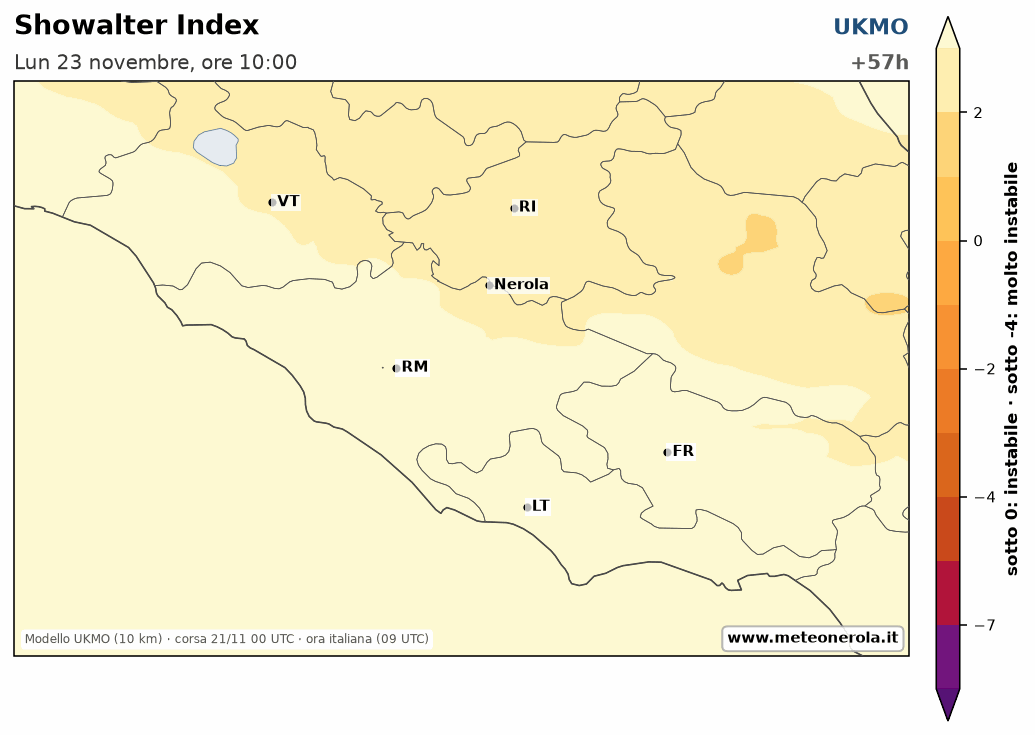 Showalter Index
UKMO
Lun 23 novembre, ore 10:00
+57h
VT
RI
Nerola
RM
FR
LT
2
0
−2
−4
−7
sotto 0: instabile · sotto -4: molto instabile
Modello UKMO (10 km) · corsa 21/11 00 UTC · ora italiana (09 UTC)
www.meteonerola.it